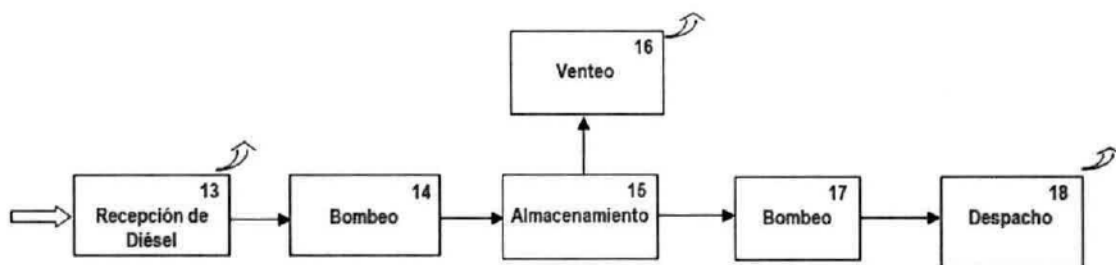 16
Venteo
13
Recepción de
Diésel
14
Bombeo
15
Almacenamiento
17
Bombeo
18
Despacho